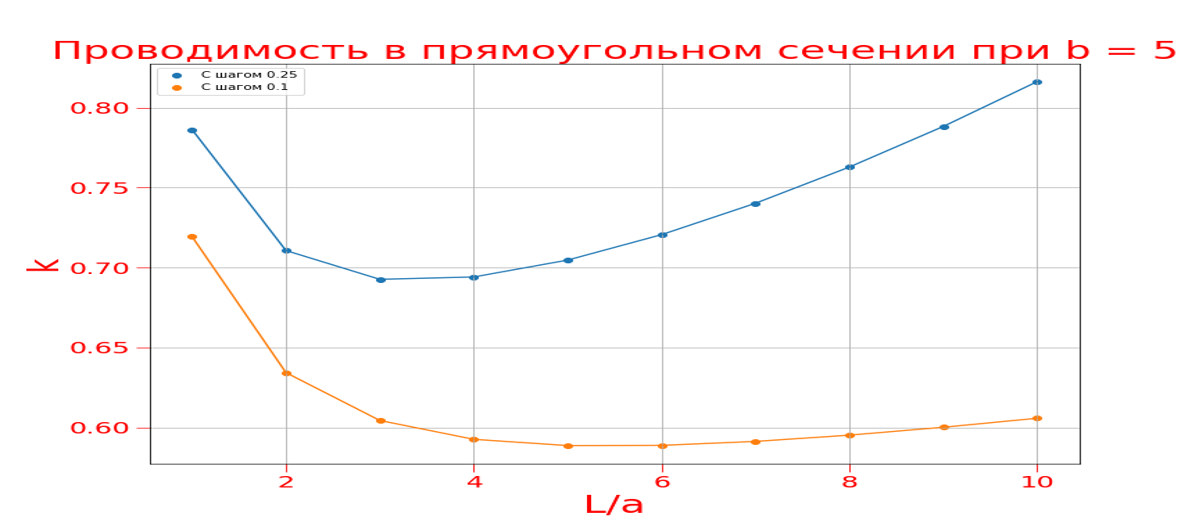 Проводимость в прямоугольном сечении при b = 5
С шагом 0.25
С шагом 0.1
0.80
0.75
0.70
0.65
0.60
k
2 4 6 8 10
L/a